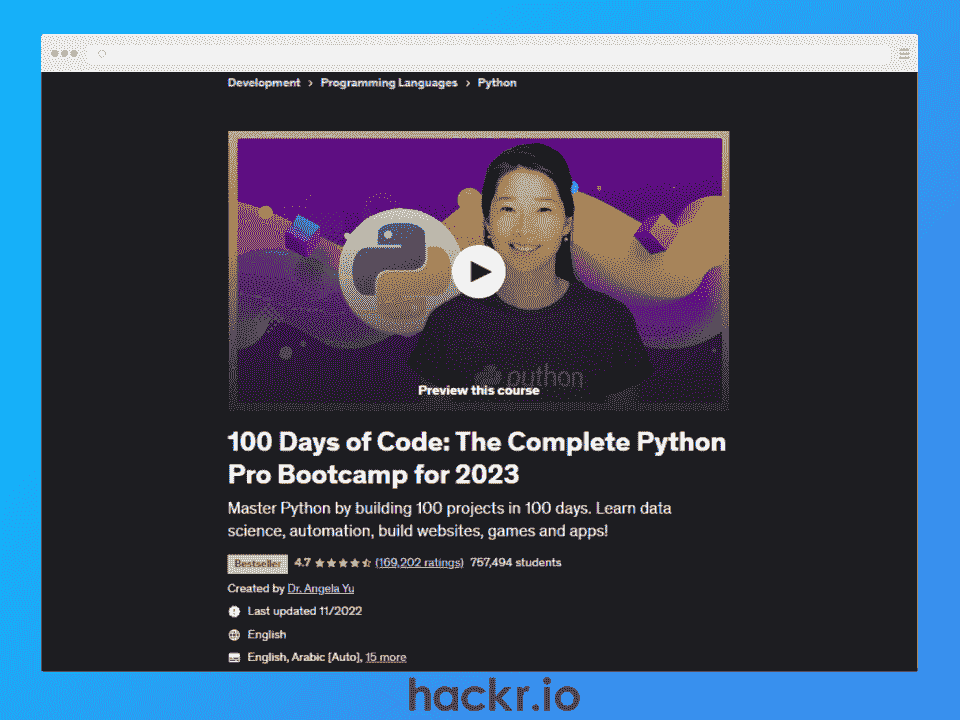 Development > Programming Languages > Python
python
Preview this course
100 Days of Code: The Complete Python
Pro Bootcamp for 2023
Master Python by building 100 projects in 100 days. Learn data
science, automation, build websites, games and apps!
Bestseller 4.7 (169,202 ratings) 757,494 students
Created by Dr. Angela Yu
Last updated 11/2022
English
English, Arabic [Auto], 15 more
hackr.io